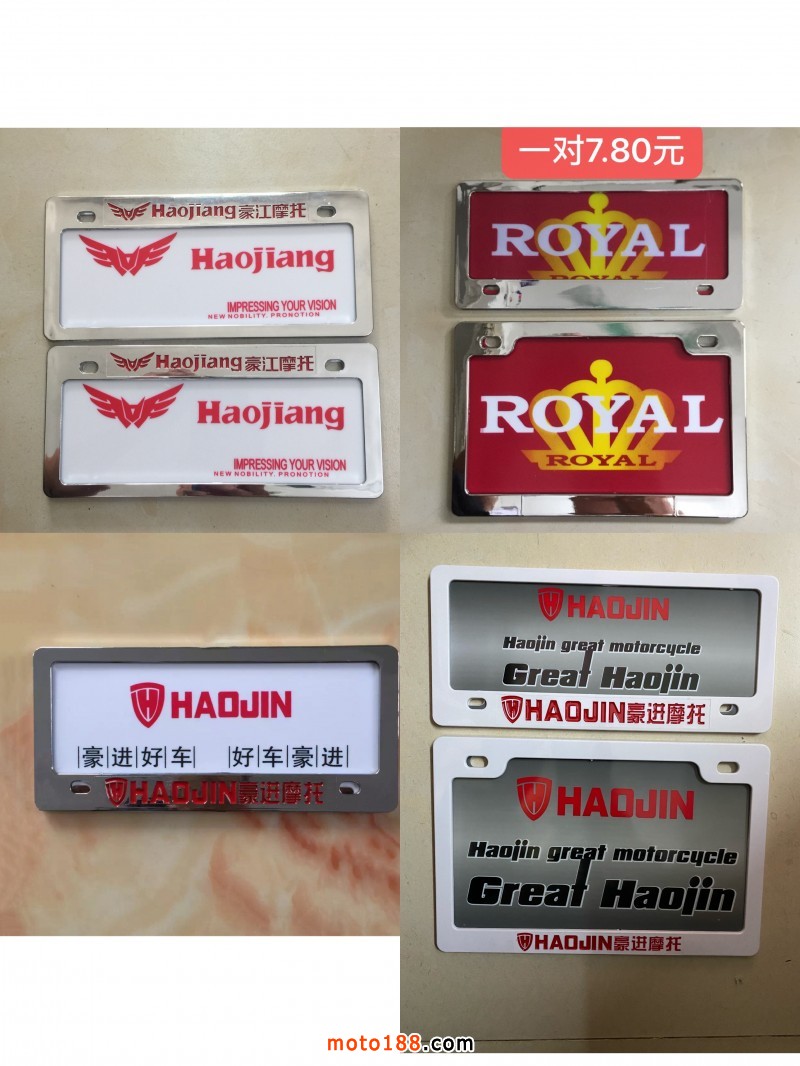 Haojiang豪江摩托
Haojiang
IMPRESSING YOUR VISION
NEW NOBILITY. PROMOTION
Haojiang豪江摩托
Haojiang
IMPRESSING YOUR VISION
NEW NOBILITY. PROMOTION
一对7.80元
ROYAL
ROYAL
ROYAL
ROYAL
HAOJIN
豪进好车 好车豪进
HAOJIN豪进摩托
HAOJIN
Haojin great motorcycle
Great Haojin
HAOJIN豪进摩托
HAOJIN
Haojin great motorcycle
Great Haojin
HAOJIN豪进摩托
moto188.com